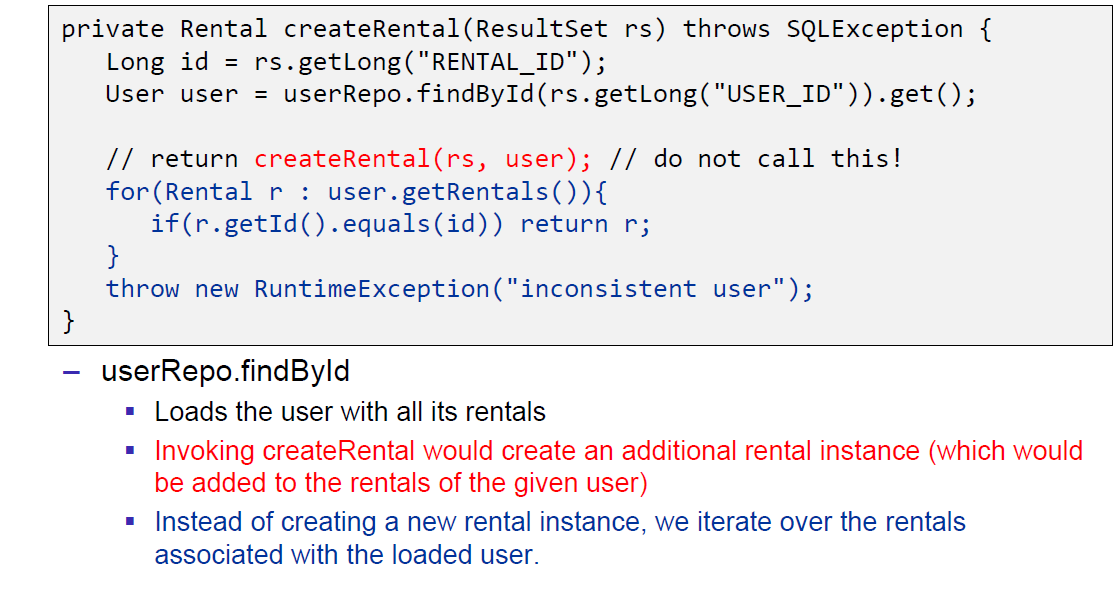 private Rental createRental(ResultSet rs) throws SQLException {
   Long id = rs.getLong("RENTAL_ID");
   User user = userRepo.findById(rs.getLong("USER_ID")).get();

   // return createRental(rs, user); // do not call this!
   for(Rental r : user.getRentals()){
      if(r.getId().equals(id)) return r;
   }
   throw new RuntimeException("inconsistent user");
}
– userRepo.findById
▪ Loads the user with all its rentals
▪ Invoking createRental would create an additional rental instance (which would
be added to the rentals of the given user)
▪ Instead of creating a new rental instance, we iterate over the rentals
associated with the loaded user.